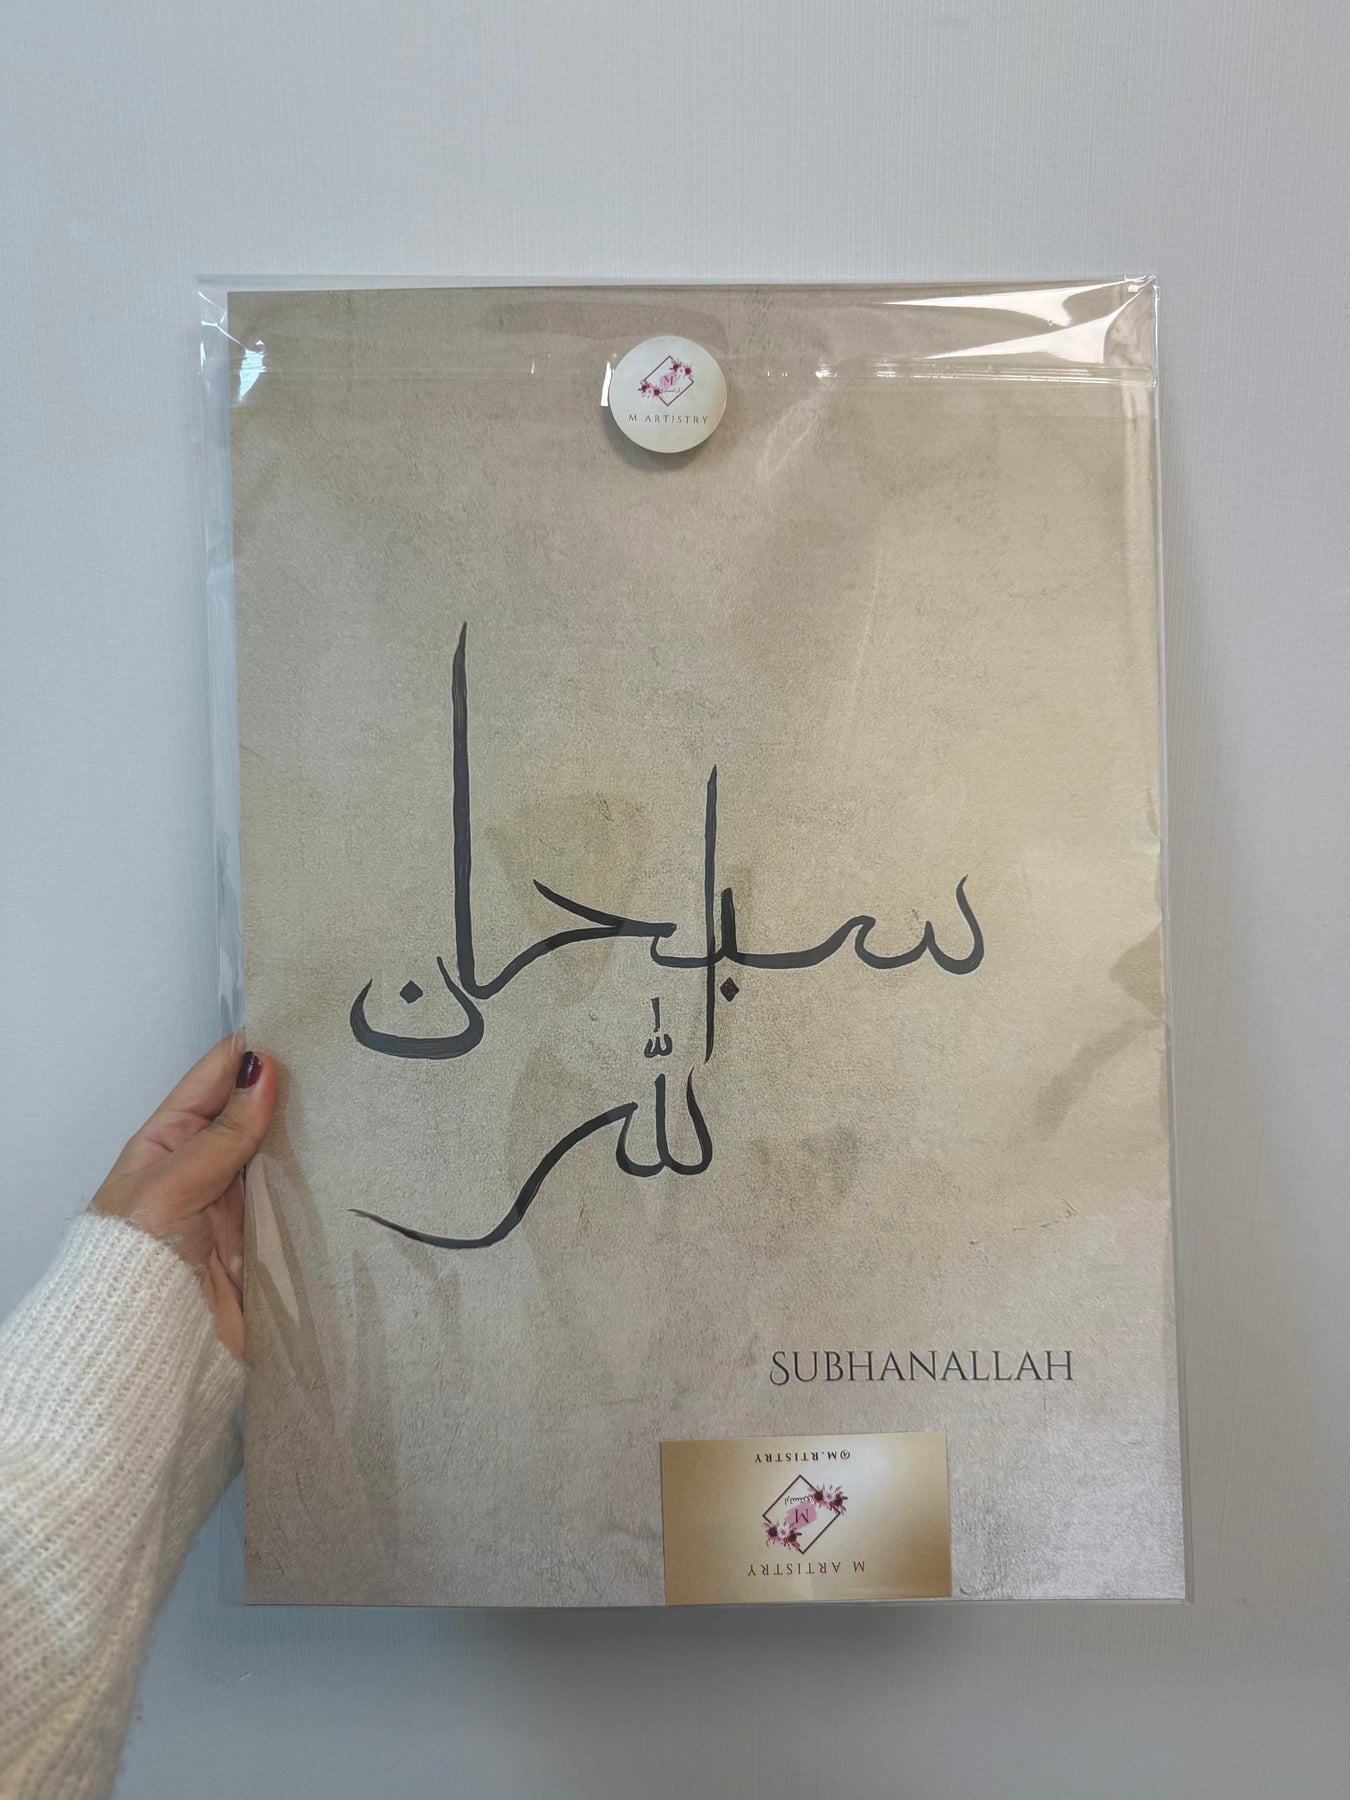 M
M ARTISTRY
سبحان
الله
SUBHANALLAH
@M.RTISTRY
M
M ARTISTRY